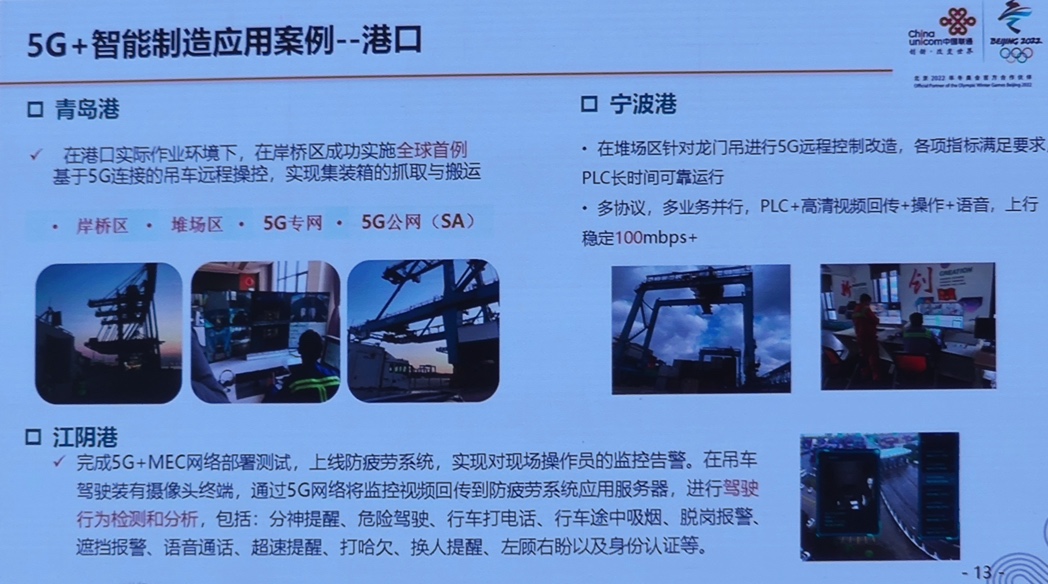 5G+智能制造应用案例--港口
China
unicom中国联通
创新·改变世界
BEIJING 2022
北京2022年冬奥会官方合作伙伴
Official Partner of the Olympic Winter Games Beijing 2022
青岛港
✓ 在港口实际作业环境下，在岸桥区成功实施全球首例
基于5G连接的吊车远程操控，实现集装箱的抓取与搬运
• 岸桥区 • 堆场区 • 5G专网 • 5G公网（SA）
宁波港
• 在堆场区针对龙门吊进行5G远程控制改造，各项指标满足要求，
PLC长时间可靠运行
• 多协议，多业务并行，PLC+高清视频回传+操作+语音，上行
稳定100mbps+
创
CREATION
江阴港
✓ 完成5G+MEC网络部署测试，上线防疲劳系统，实现对现场操作员的监控告警。在吊车
驾驶装有摄像头终端，通过5G网络将监控视频回传到防疲劳系统应用服务器，进行驾驶
行为检测和分析，包括：分神提醒、危险驾驶、行车打电话、行车途中吸烟、脱岗报警、
遮挡报警、语音通话、超速提醒、打哈欠、换人提醒、左顾右盼以及身份认证等。
- 13 -